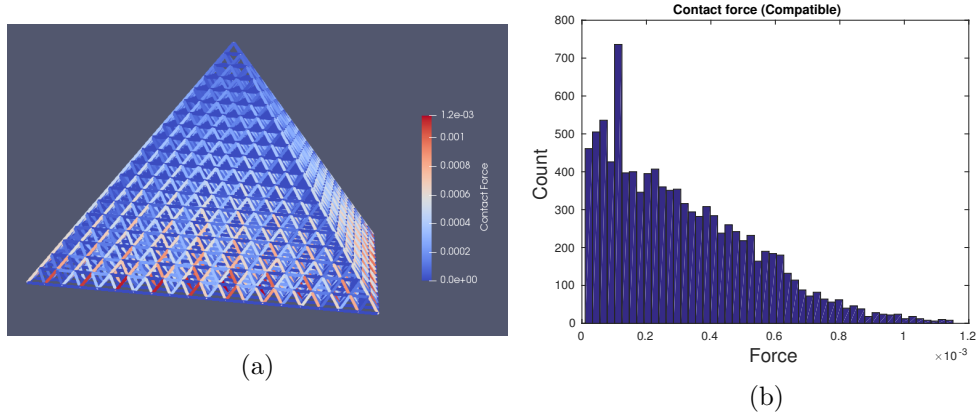 1.2e-03
0.001
0.0008
0.0006
0.0004
0.0002
0.0e+00
Contact Force
(a)
Contact force (Compatible)
800
700
600
500
400
300
200
100
0
Count
0
0.2
0.4
0.6
0.8
1
1.2
Force
×10⁻³
(b)